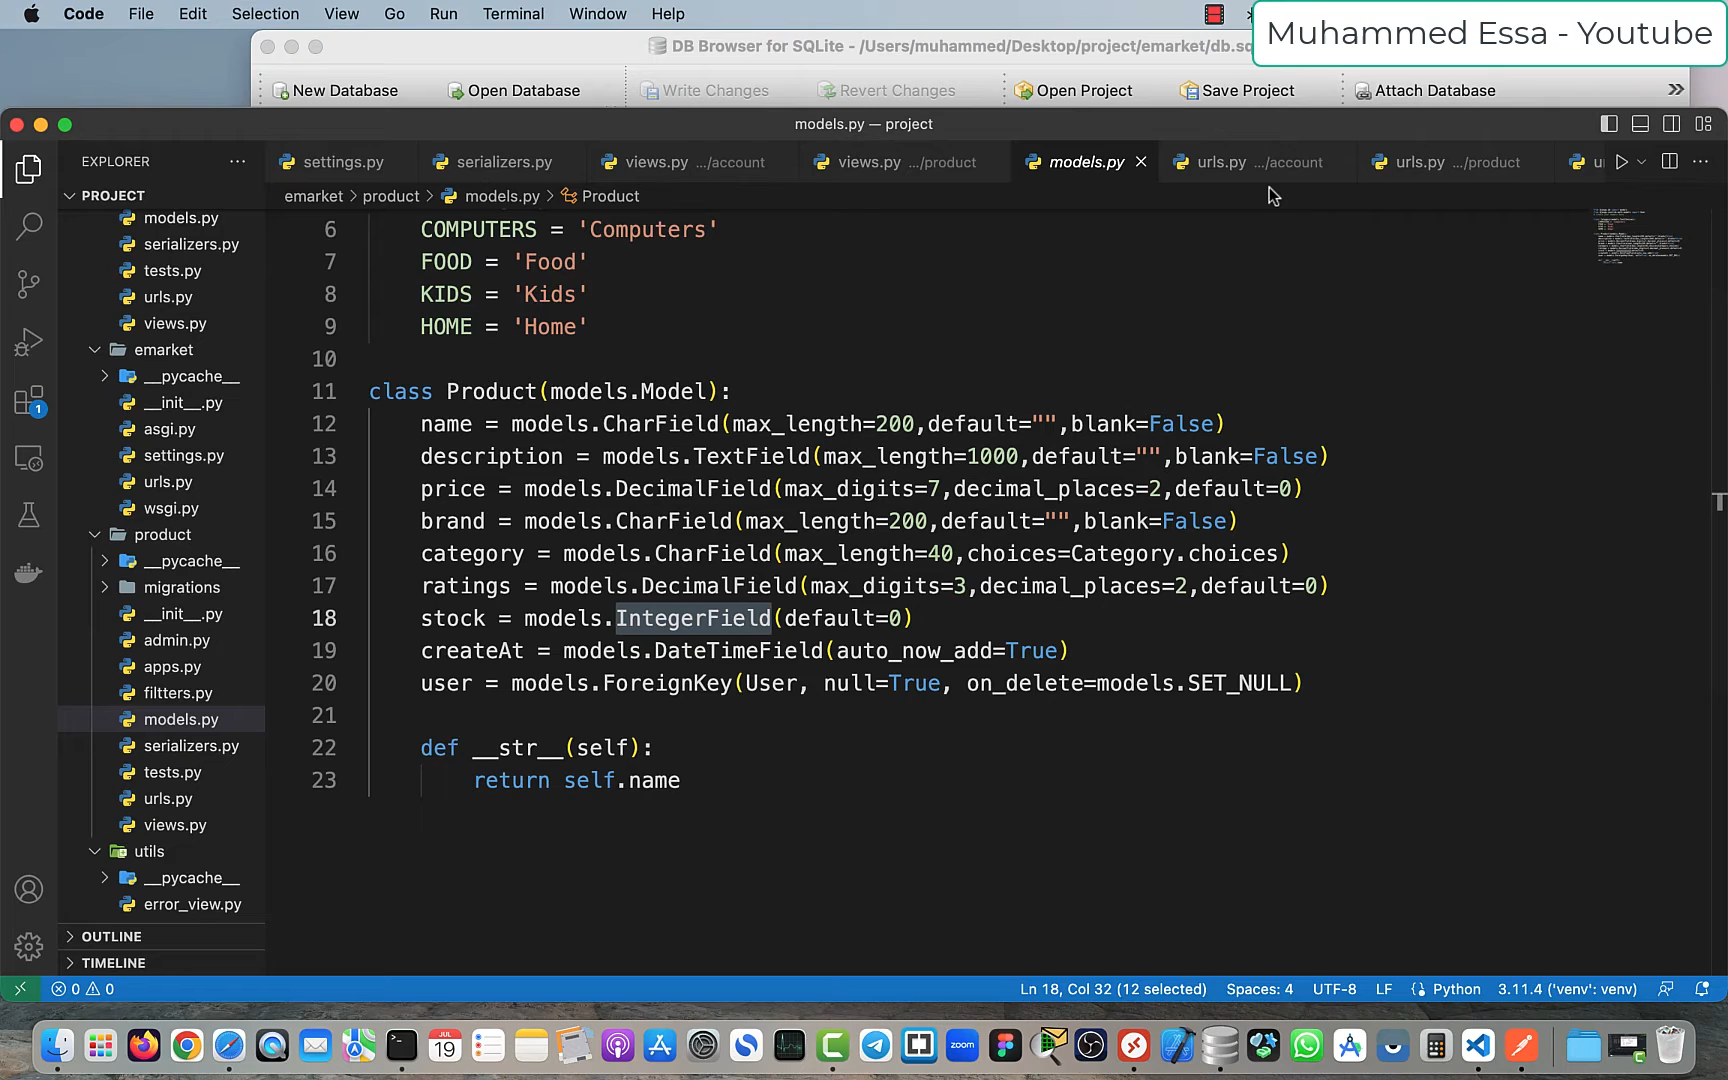 Code File Edit Selection View Go Run Terminal Window Help
Muhammed Essa - Youtube
DB Browser for SQLite - /Users/muhammed/Desktop/project/emarket/db.sq
New Database Open Database Write Changes Revert Changes Open Project Save Project Attach Database »
models.py — project
EXPLORER ...
settings.py serializers.py views.py .../account views.py .../product models.py urls.py .../account urls.py .../product ur ...
PROJECT
emarket > product > models.py > Product
models.py
serializers.py
tests.py
urls.py
views.py
emarket
__pycache__
__init__.py
asgi.py
settings.py
urls.py
wsgi.py
product
__pycache__
migrations
__init__.py
admin.py
apps.py
filtters.py
models.py
serializers.py
tests.py
urls.py
views.py
utils
__pycache__
error_view.py
OUTLINE
TIMELINE
6 COMPUTERS = 'Computers'
7 FOOD = 'Food'
8 KIDS = 'Kids'
9 HOME = 'Home'
10
11 class Product(models.Model):
12 name = models.CharField(max_length=200,default="",blank=False)
13 description = models.TextField(max_length=1000,default="",blank=False)
14 price = models.DecimalField(max_digits=7,decimal_places=2,default=0)
15 brand = models.CharField(max_length=200,default="",blank=False)
16 category = models.CharField(max_length=40,choices=Category.choices)
17 ratings = models.DecimalField(max_digits=3,decimal_places=2,default=0)
18 stock = models.IntegerField(default=0)
19 createAt = models.DateTimeField(auto_now_add=True)
20 user = models.ForeignKey(User, null=True, on_delete=models.SET_NULL)
21
22 def __str__(self):
23 return self.name
1
0 0 Ln 18, Col 32 (12 selected) Spaces: 4 UTF-8 LF Python 3.11.4 ('venv': venv)
JUL
19
zoom